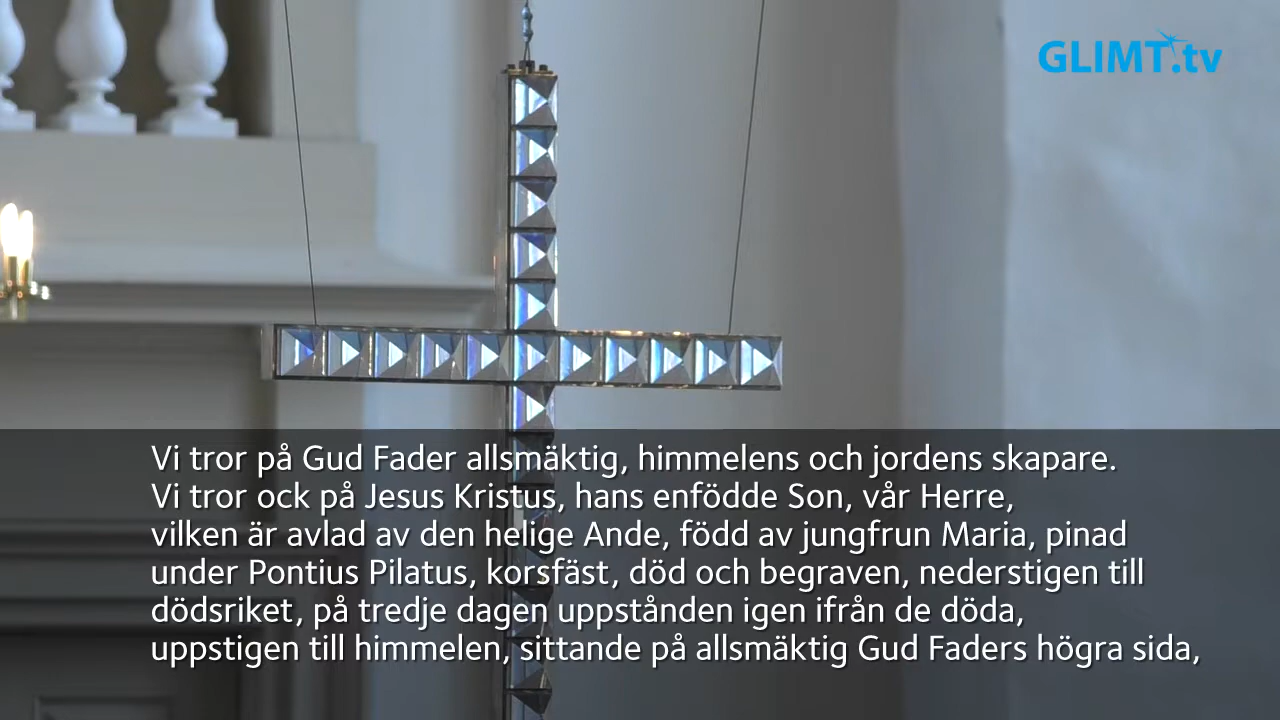 GLIMT.tv
Vi tror på Gud Fader allsmäktig, himmelens och jordens skapare.
Vi tror ock på Jesus Kristus, hans enfödde Son, vår Herre,
vilken är avlad av den helige Ande, född av jungfrun Maria, pinad
under Pontius Pilatus, korsfäst, död och begraven, nederstigen till
dödsriket, på tredje dagen uppstånden igen ifrån de döda,
uppstigen till himmelen, sittande på allsmäktig Gud Faders högra sida,